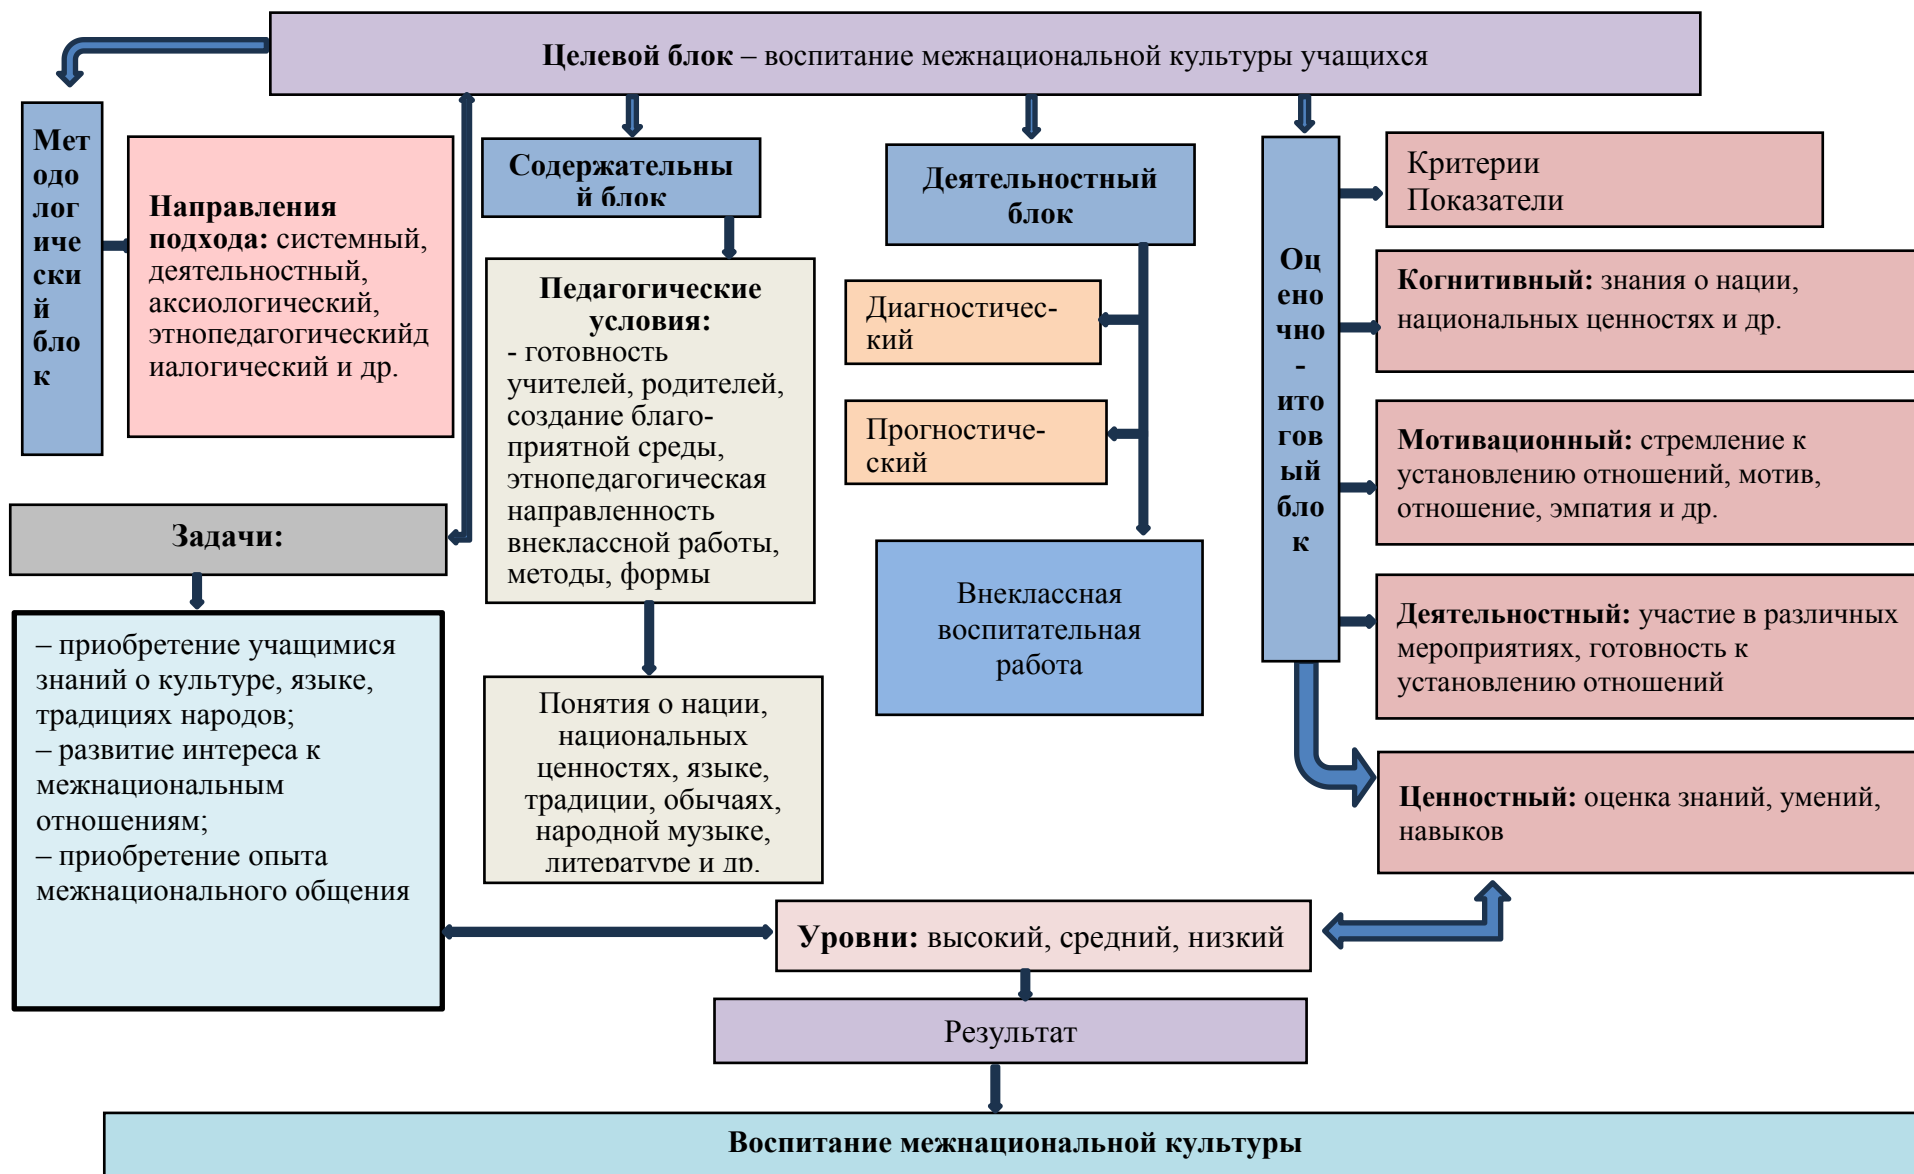 Целевой блок – воспитание межнациональной культуры учащихся
Мет
одо
лог
иче
ски
й
бло
к
Направления
подхода: системный,
деятельностный,
аксиологический,
этнопедагогическийд
иалогический и др.
Содержательны
й блок
Педагогические
условия:
- готовность
учителей, родителей,
создание благо-
приятной среды,
этнопедагогическая
направленность
внеклассной работы,
методы, формы
Понятия о нации,
национальных
ценностях, языке,
традиции, обычаях,
народной музыке,
литературе и др.
Деятельностный
блок
Диагностичес-
кий
Прогностиче-
ский
Внеклассная
воспитательная
работа
Оц
ено
чно
-
ито
гов
ый
бло
к
Критерии
Показатели
Когнитивный: знания о нации,
национальных ценностях и др.
Мотивационный: стремление к
установлению отношений, мотив,
отношение, эмпатия и др.
Деятельностный: участие в различных
мероприятиях, готовность к
установлению отношений
Ценностный: оценка знаний, умений,
навыков
Задачи:
– приобретение учащимися
знаний о культуре, языке,
традициях народов;
– развитие интереса к
межнациональным
отношениям;
– приобретение опыта
межнационального общения
Уровни: высокий, средний, низкий
Результат
Воспитание межнациональной культуры